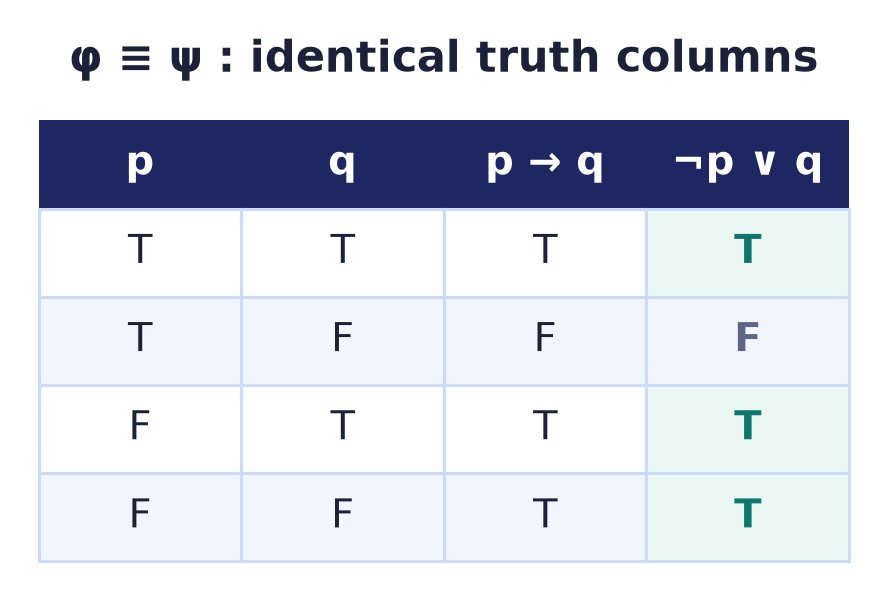 φ ≡ ψ : identical truth columns
p q p → q ¬p ∨ q
T T T T
T F F F
F T T T
F F T T